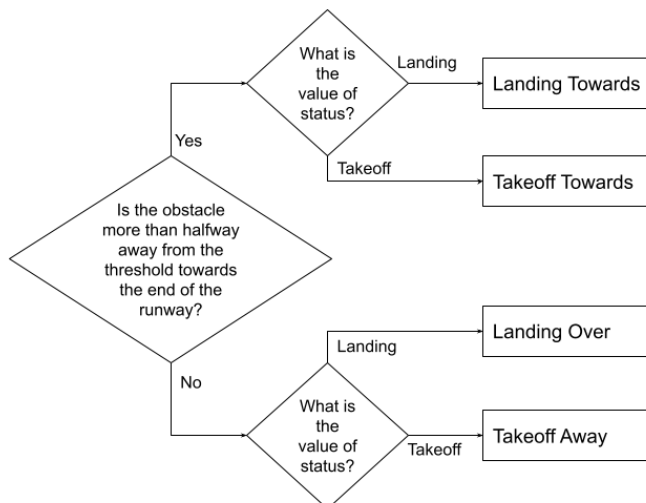 What is
the
value of
status?
Landing
Landing Towards
Yes
Takeoff
Takeoff Towards
Is the obstacle
more than halfway
away from the
threshold towards
the end of the
runway?
Landing
Landing Over
No
What is
the
value of
status?
Takeoff
Takeoff Away